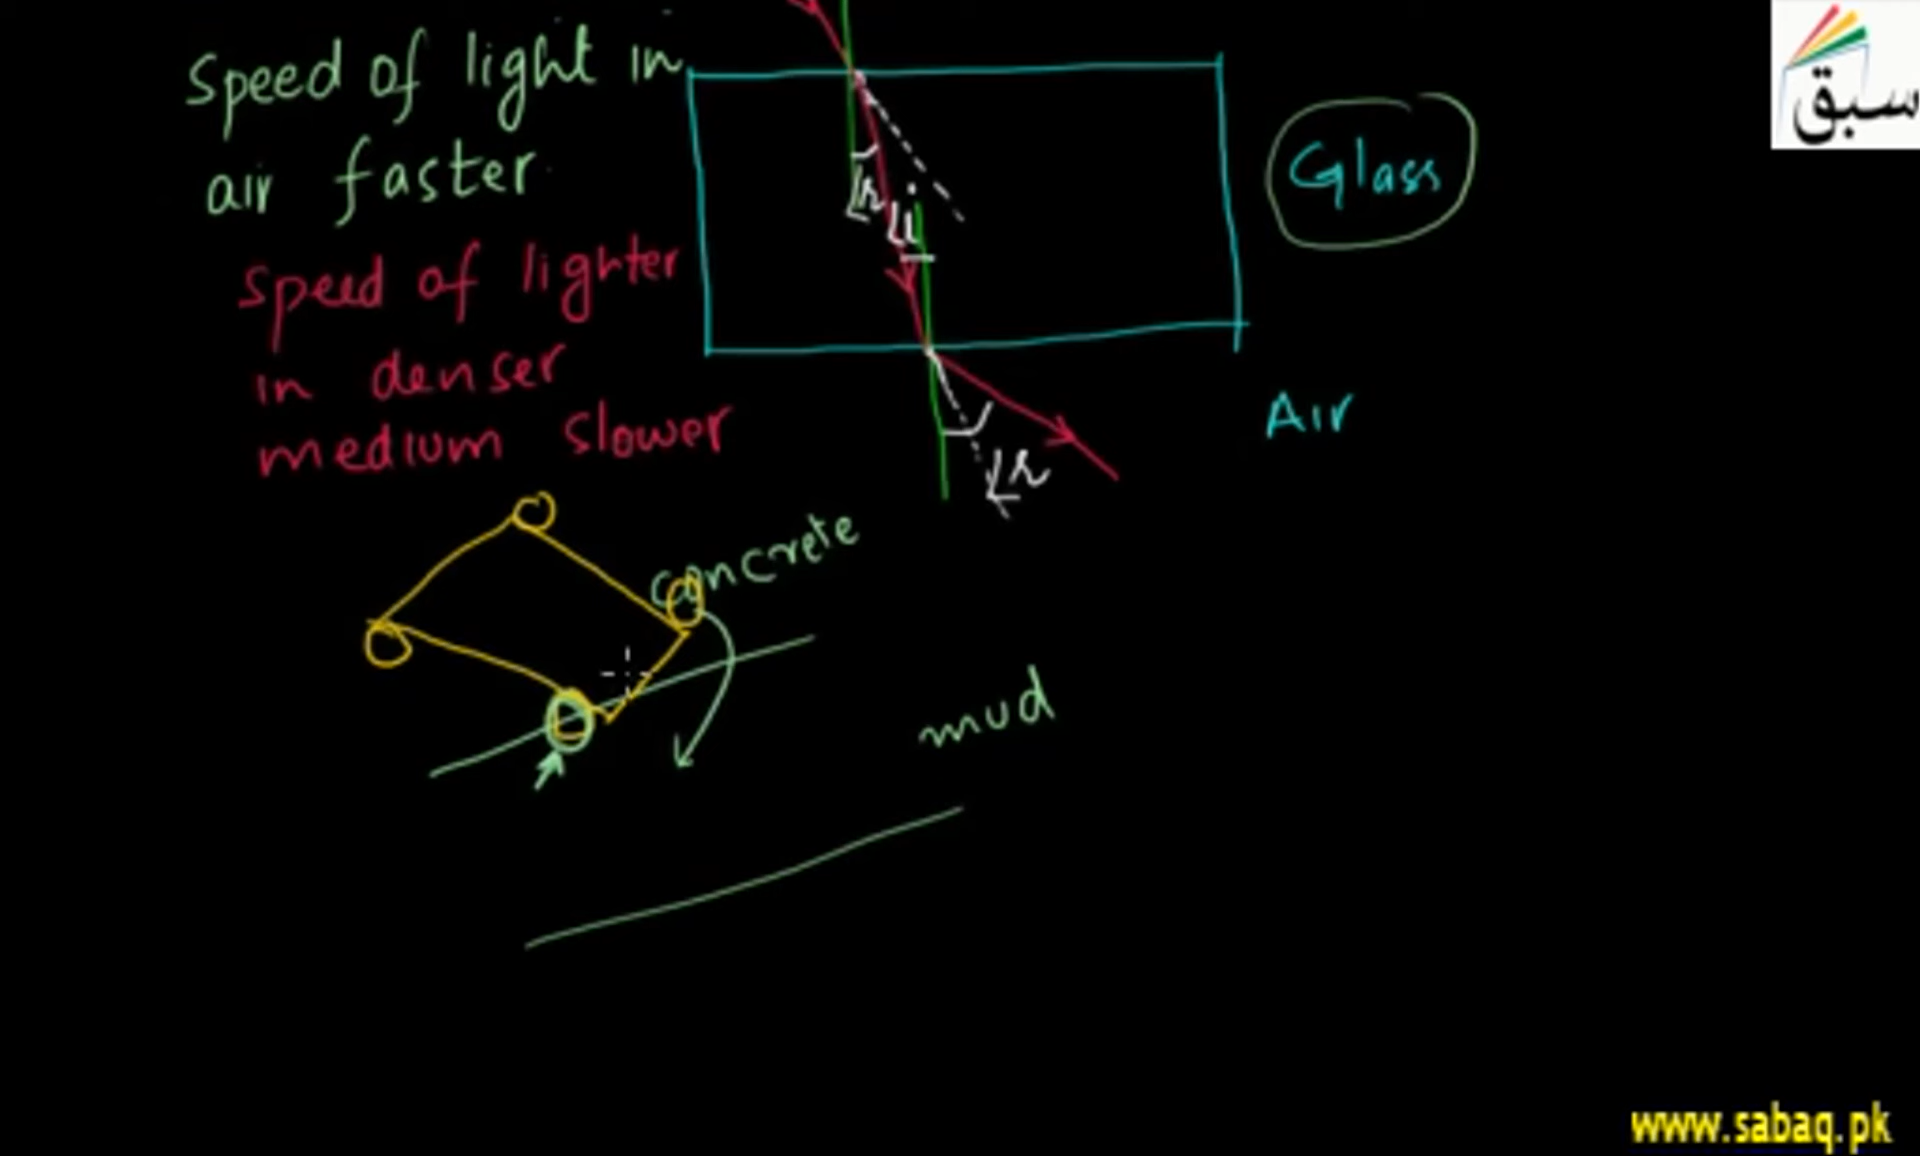 Speed of light in
air faster
Speed of lighter
in denser
medium slower
Glass
∠r
∠i
Air
∠r
concrete
mud
سبق
www.sabaq.pk